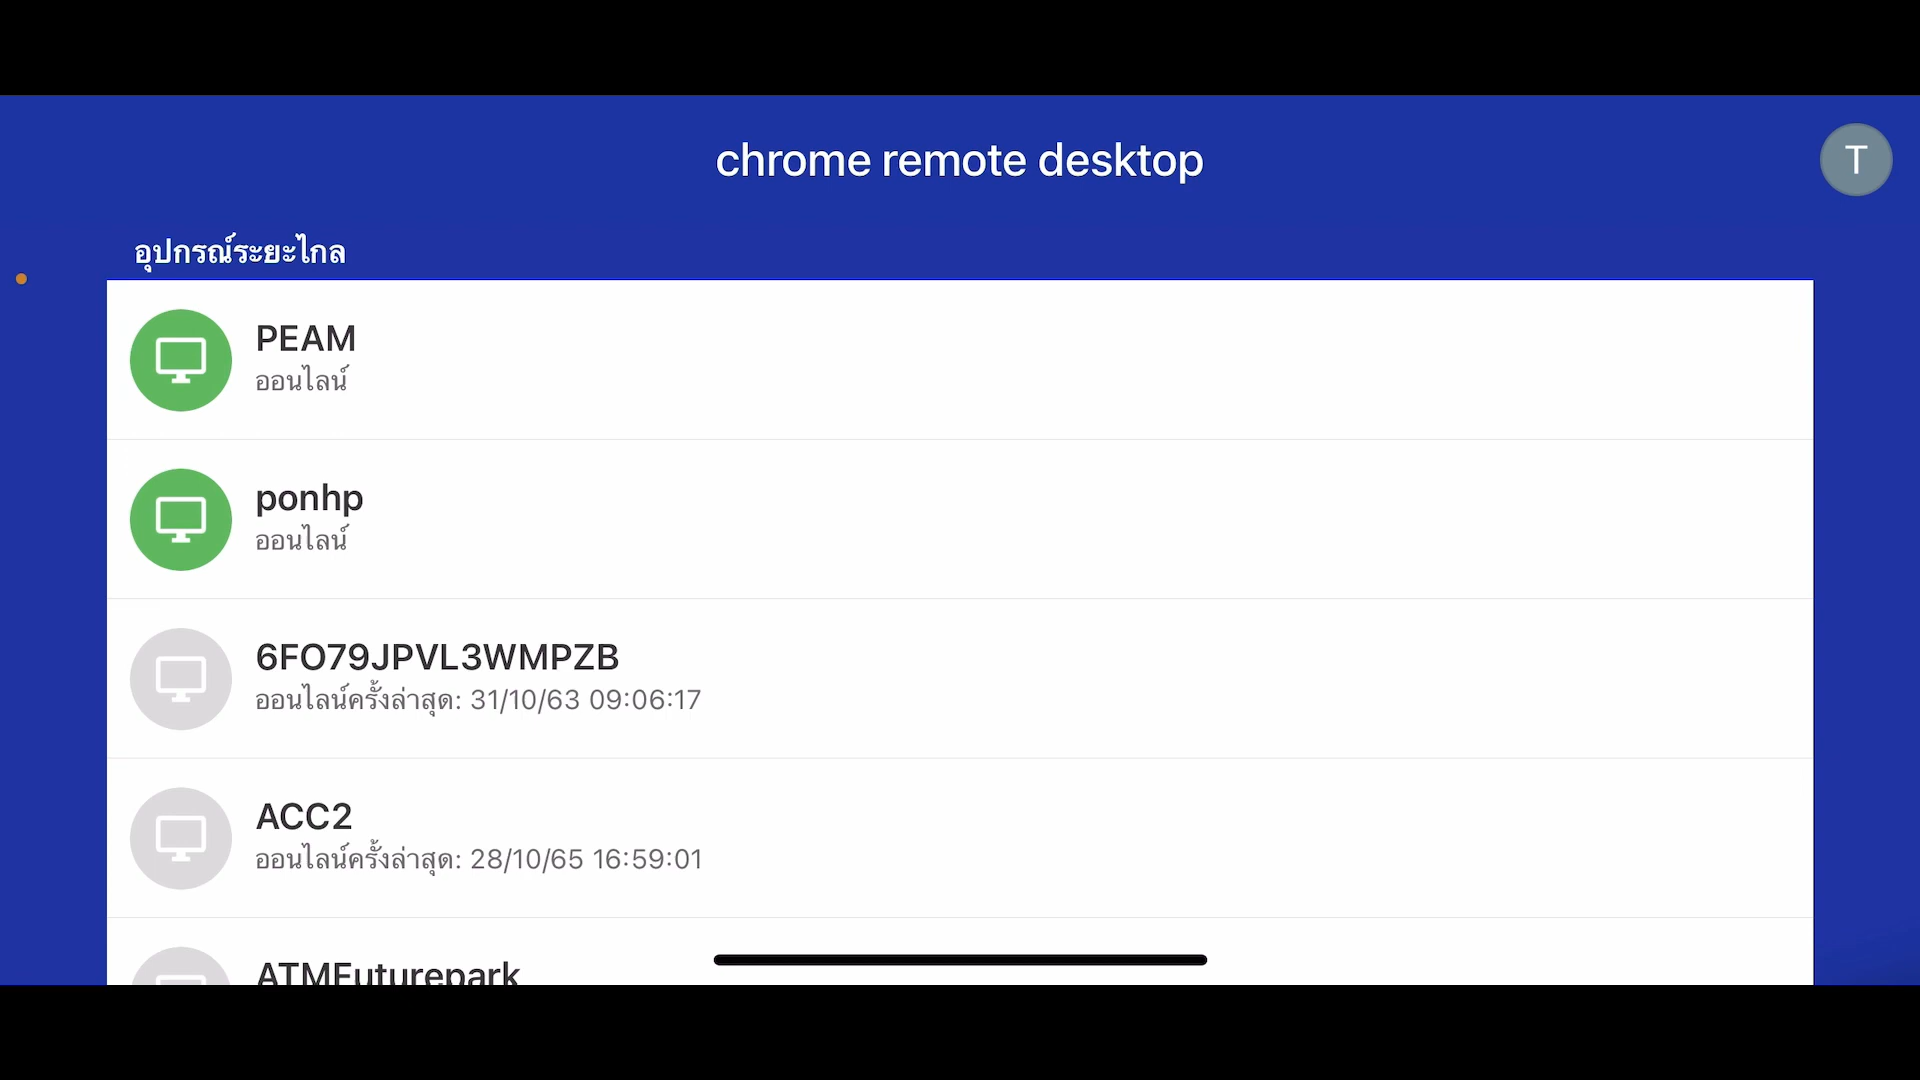 chrome remote desktop
T
อุปกรณ์ระยะไกล
PEAM
ออนไลน์
ponhp
ออนไลน์
6FO79JPVL3WMPZB
ออนไลน์ครั้งล่าสุด: 31/10/63 09:06:17
ACC2
ออนไลน์ครั้งล่าสุด: 28/10/65 16:59:01
ATMFuturepark